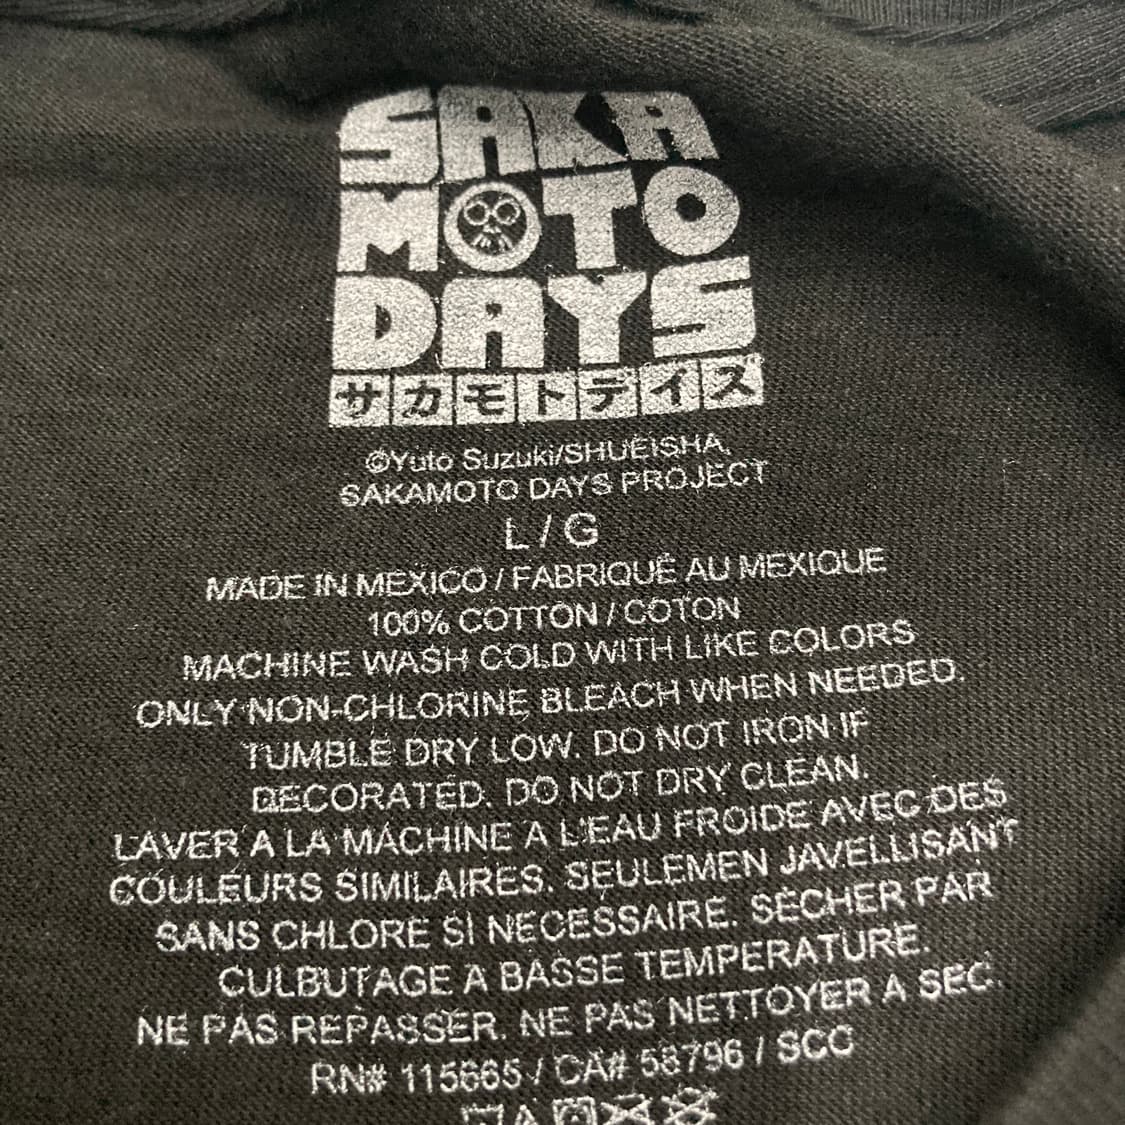 SAKA
MOTO
DAYS
サカモトデイズ
©Yuto Suzuki/SHUEISHA,
SAKAMOTO DAYS PROJECT
L / G
MADE IN MEXICO / FABRIQUÉ AU MEXIQUE
100% COTTON / COTON
MACHINE WASH COLD WITH LIKE COLORS
ONLY NON-CHLORINE BLEACH WHEN NEEDED.
TUMBLE DRY LOW. DO NOT IRON IF
DECORATED. DO NOT DRY CLEAN.
LAVER A LA MACHINE A L'EAU FROIDE AVEC DES
COULEURS SIMILAIRES. SEULEMEN JAVELLISANT
SANS CHLORE SI NECESSAIRE. SÉCHER PAR
CULBUTAGE A BASSE TEMPERATURE.
NE PAS REPASSER. NE PAS NETTOYER A SEC.
RN# 115665 / CA# 58796 / SCC